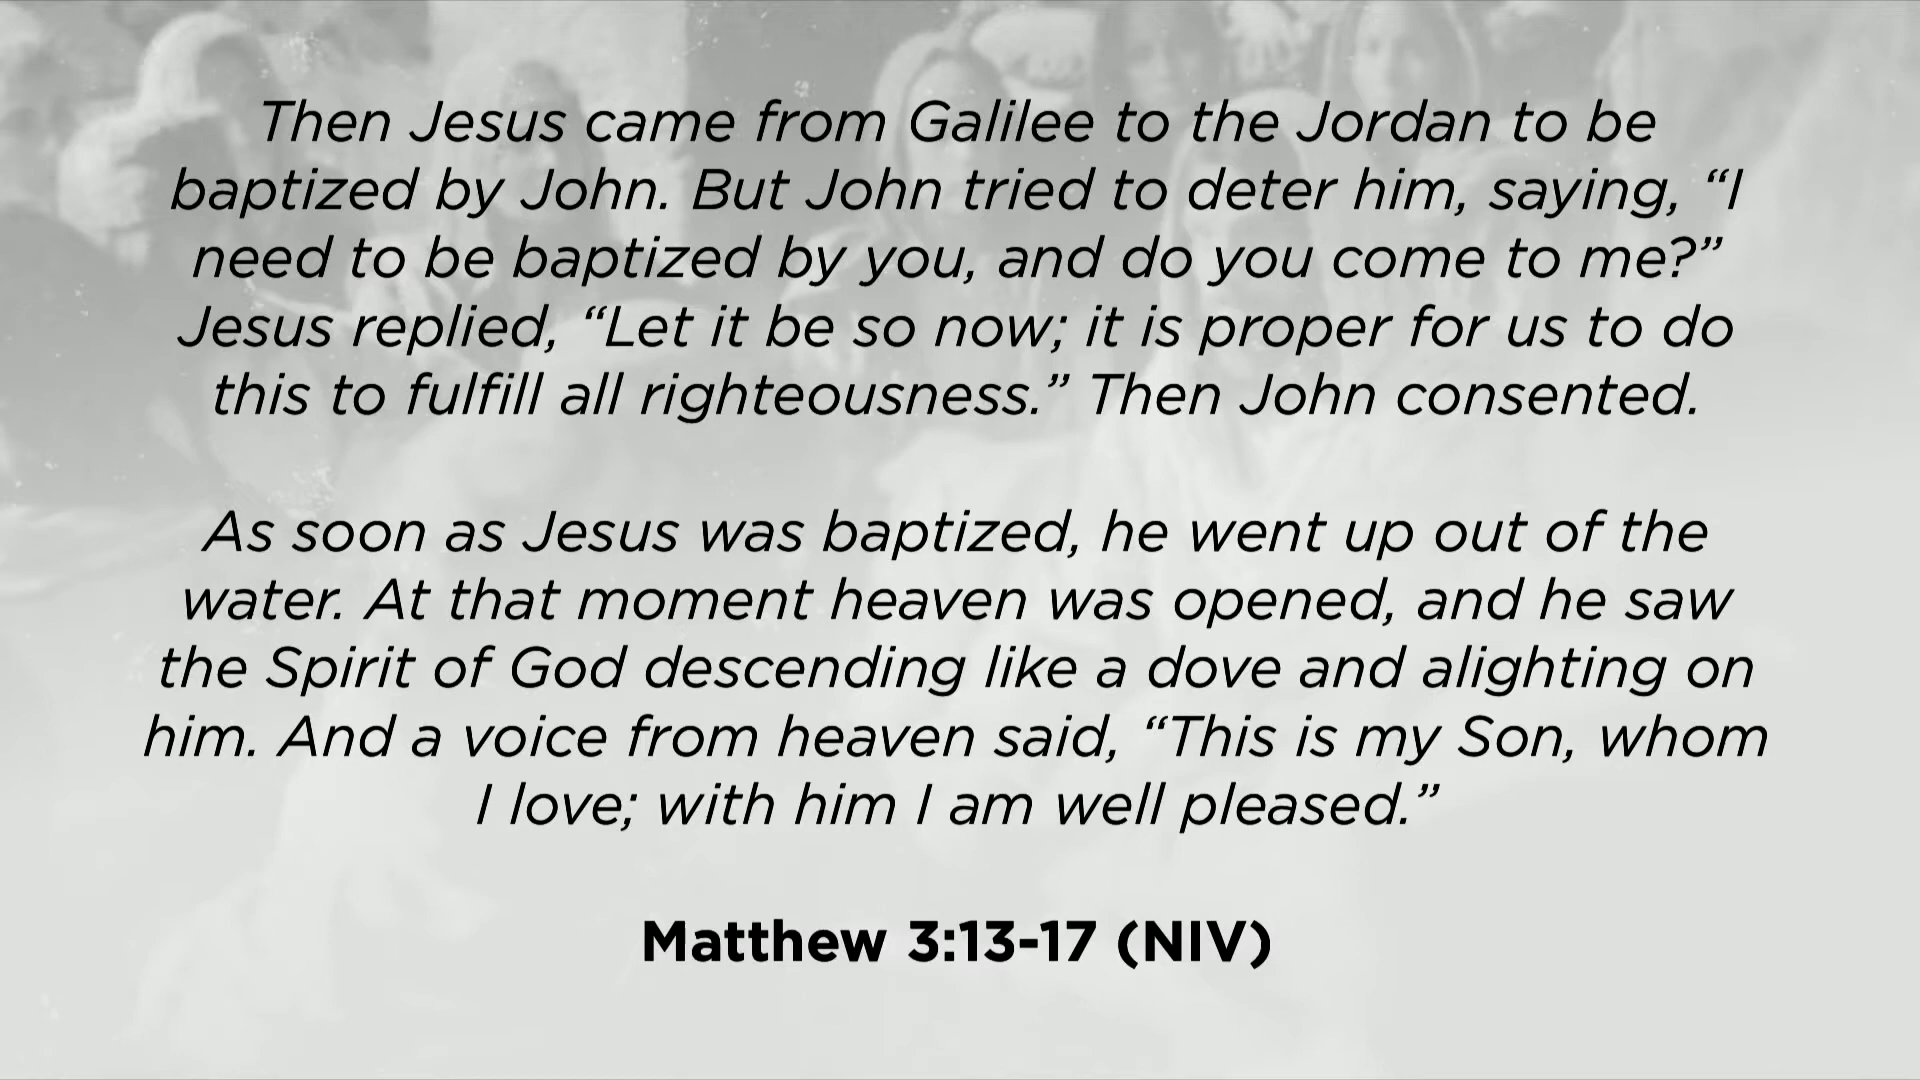 Then Jesus came from Galilee to the Jordan to be
baptized by John. But John tried to deter him, saying, “I
need to be baptized by you, and do you come to me?”
Jesus replied, “Let it be so now; it is proper for us to do
this to fulfill all righteousness.” Then John consented.
As soon as Jesus was baptized, he went up out of the
water. At that moment heaven was opened, and he saw
the Spirit of God descending like a dove and alighting on
him. And a voice from heaven said, “This is my Son, whom
I love; with him I am well pleased.”
Matthew 3:13-17 (NIV)